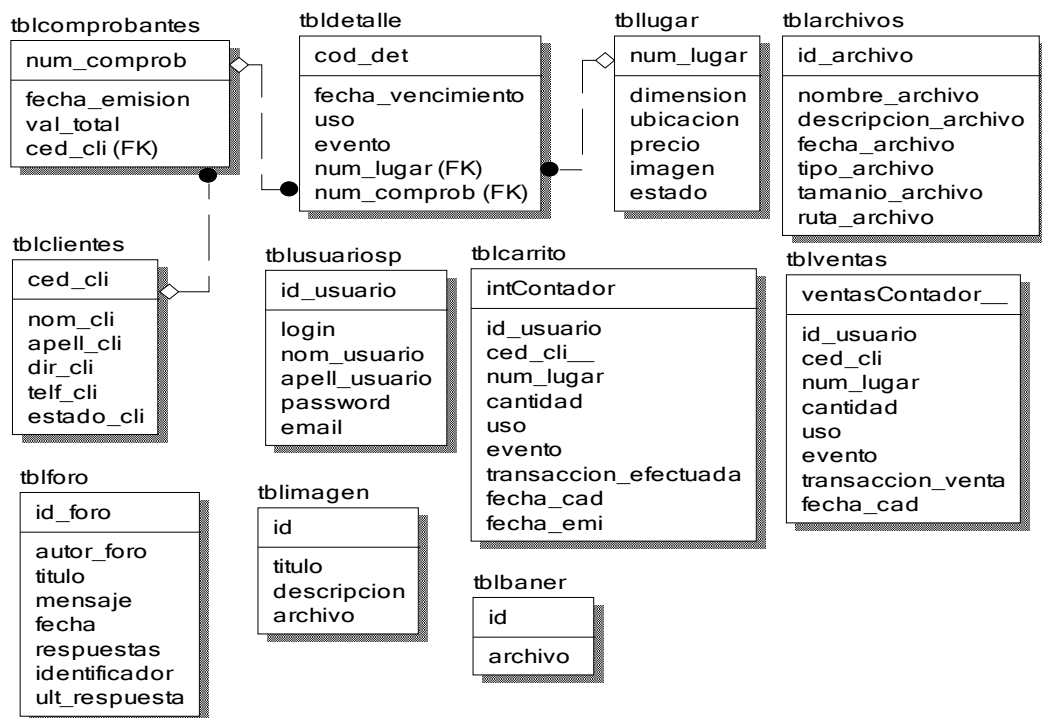 tblcomprobantes
num_comprob
fecha_emision
val_total
ced_cli (FK)
tbldetalle
cod_det
fecha_vencimiento
uso
evento
num_lugar (FK)
num_comprob (FK)
tbllugar
num_lugar
dimension
ubicacion
precio
imagen
estado
tblarchivos
id_archivo
nombre_archivo
descripcion_archivo
fecha_archivo
tipo_archivo
tamanio_archivo
ruta_archivo
tblclientes
ced_cli
nom_cli
apell_cli
dir_cli
telf_cli
estado_cli
tblusuariosp
id_usuario
login
nom_usuario
apell_usuario
password
email
tblcarrito
intContador
id_usuario
ced_cli__
num_lugar
cantidad
uso
evento
transaccion_efectuada
fecha_cad
fecha_emi
tblventas
ventasContador__
id_usuario
ced_cli
num_lugar
cantidad
uso
evento
transaccion_venta
fecha_cad
tblforo
id_foro
autor_foro
titulo
mensaje
fecha
respuestas
identificador
ult_respuesta
tblimagen
id
titulo
descripcion
archivo
tblbaner
id
archivo